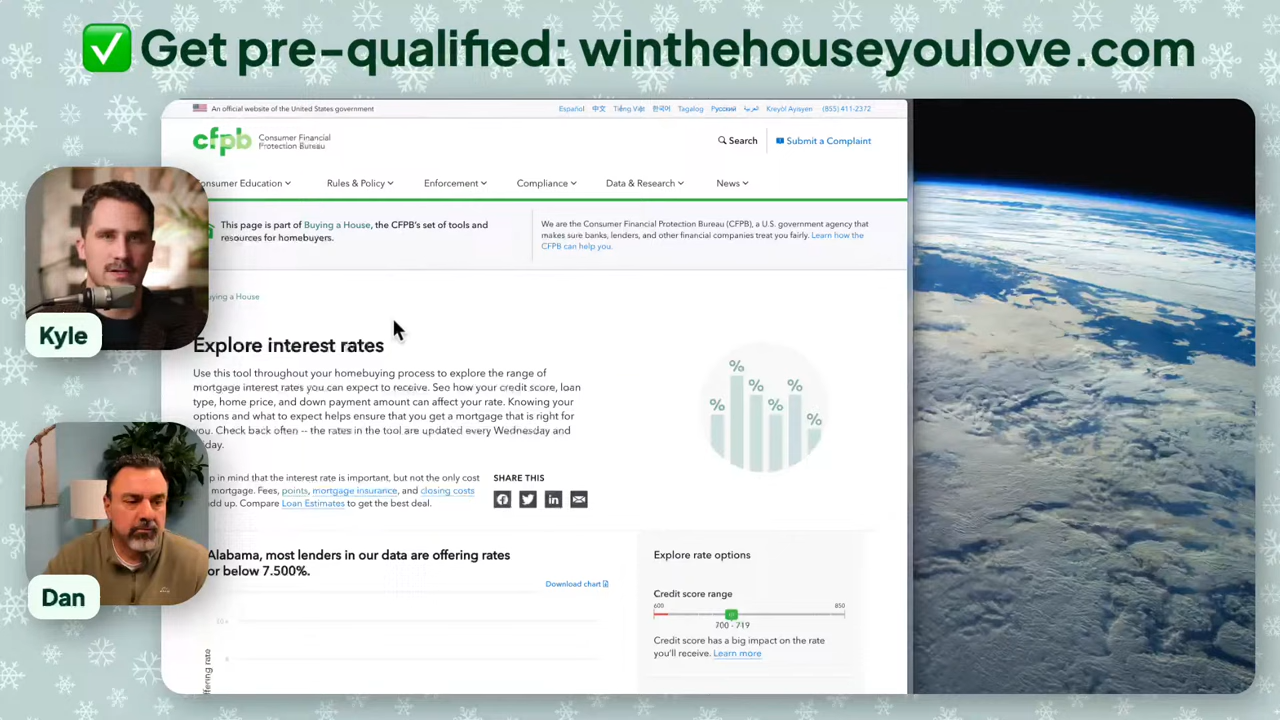 ✅ Get pre-qualified: winthehouseyoulove.com
An official website of the United States government
Español 中文 Tiếng Việt 한국어 Tagalog Русский العربية Kreyòl Ayisyen (855) 411-2372
cfpb Consumer Financial
Protection Bureau
Search
Submit a Complaint
onsumer Education
Rules & Policy
Enforcement
Compliance
Data & Research
News
This page is part of Buying a House, the CFPB's set of tools and
resources for homebuyers.
We are the Consumer Financial Protection Bureau (CFPB), a U.S. government agency that
makes sure banks, lenders, and other financial companies treat you fairly. Learn how the
CFPB can help you.
uying a House
Kyle
Explore interest rates
Use this tool throughout your homebuying process to explore the range of
mortgage interest rates you can expect to receive. See how your credit score, loan
type, home price, and down payment amount can affect your rate. Knowing your
options and what to expect helps ensure that you get a mortgage that is right for
you. Check back often -- the rates in the tool are updated every Wednesday and
day.
% % % % % %
p in mind that the interest rate is important, but not the only cost
mortgage. Fees, points, mortgage insurance, and closing costs
dd up. Compare Loan Estimates to get the best deal.
SHARE THIS
Dan
Alabama, most lenders in our data are offering rates
or below 7.500%.
Download chart
ffering rate
Explore rate options
Credit score range
600 850
700 - 719
Credit score has a big impact on the rate
you'll receive. Learn more